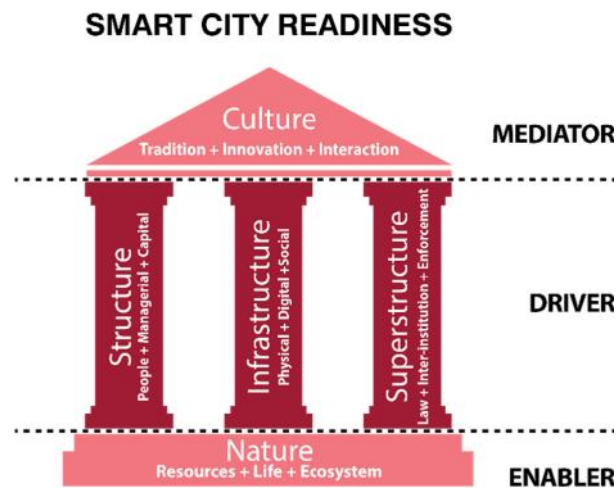 SMART CITY READINESS
Culture
Tradition + Innovation + Interaction
MEDIATOR
Structure
People + Managerial + Capital
Infrastructure
Physical + Digital +Social
Superstructure
Law + Inter-institution + Enforcement
DRIVER
Nature
Resources + Life + Ecosystem
ENABLER